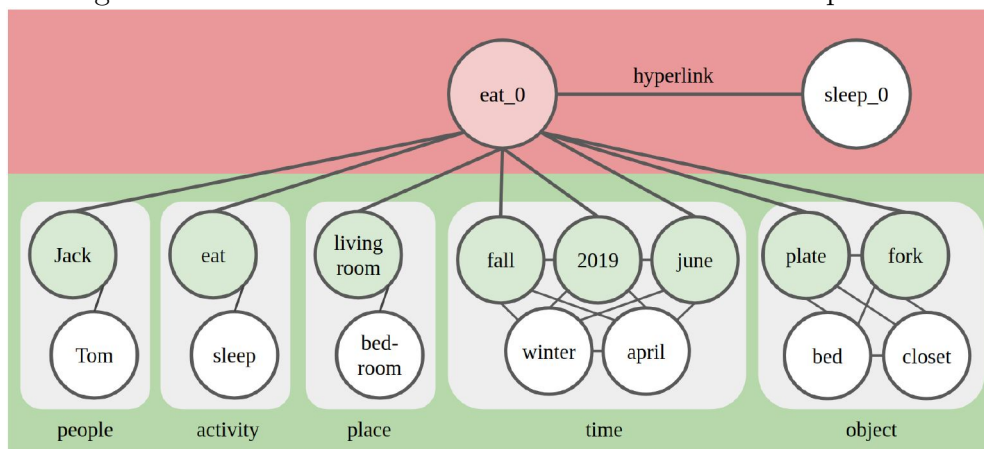 hyperlink
eat_0
sleep_0
Jack
eat
living
room
fall
2019
june
plate
fork
Tom
sleep
bed-
room
winter
april
bed
closet
people
activity
place
time
object